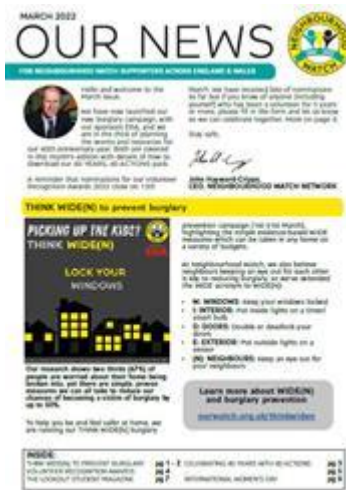 MARCH 2022
OUR NEWS
NEIGHBOURHOOD
WATCH
FOR NEIGHBOURHOOD WATCH SUPPORTERS ACROSS ENGLAND & WALES
Hello and welcome to the
March issue.
We have now launched our
new burglary campaign, with
our sponsors ERA, and we
are in the thick of planning
the events and resources for
our 40th anniversary year. Both are covered
in this month's edition with details of how to
download our 40 YEARS, 40 ACTIONS pack.
A reminder that nominations for our Volunteer
Recognition Awards 2022 close on
March. We have received lots of nominations
so far but if you know of anyone (including
yourself) who has been a volunteer for 5 years
or more, please fill in the form and let us know
so we can celebrate together. More on page
Stay safe,
John Hayward-Cripps
CEO, NEIGHBOURHOOD WATCH NETWORK
THINK WIDE(N) to prevent burglary
PICKING UP THE KIDS?
THINK WIDE(N)
ERA
LOCK YOUR
WINDOWS
Our research shows two thirds (67%) of
people are worried about their home being
broken into, yet there are simple, proven
measures we can all take to reduce our
chances of becoming a victim of burglary by
up to 50%.
To help you be and feel safer at home, we
are running our THINK WIDE(N) burglary
prevention campaign
highlighting the simple evidence-based WIDE
measures which can be taken in any home on
a variety of budgets.
At Neighbourhood Watch, we also believe
neighbours keeping an eye out for each other
is key to reducing burglary, so we've extended
the WIDE acronym to WIDE(N):
W: WINDOWS: Keep your windows locked
I: INTERIOR: Put inside lights on a timer/
smart bulb
D: DOORS: Double or deadlock your
doors
E: EXTERIOR: Put outside lights on a
sensor
(N) NEIGHBOURS: Keep an eye out for
your neighbours
Learn more about WIDE(N)
and burglary prevention
ourwatch.org.uk/thinkwiden
INSIDE:
THINK WIDE(N) TO PREVENT BURGLARY pg 1 - 2
VOLUNTEER RECOGNITION AWARDS pg
THE LOOKOUT STUDENT MAGAZINE pg
CELEBRATING 40 YEARS WITH 40 ACTIONS pg
INTERNATIONAL WOMEN'S DAY pg